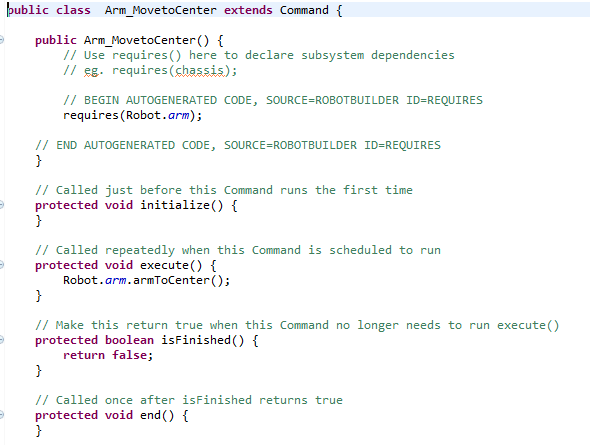 public class  Arm_MovetoCenter extends Command {
    public Arm_MovetoCenter() {
        // Use requires() here to declare subsystem dependencies
        // eg. requires(chassis);
        // BEGIN AUTOGENERATED CODE, SOURCE=ROBOTBUILDER ID=REQUIRES
        requires(Robot.arm);
    // END AUTOGENERATED CODE, SOURCE=ROBOTBUILDER ID=REQUIRES
    }
    // Called just before this Command runs the first time
    protected void initialize() {
    }
    // Called repeatedly when this Command is scheduled to run
    protected void execute() {
        Robot.arm.armToCenter();
    }
    // Make this return true when this Command no longer needs to run execute()
    protected boolean isFinished() {
        return false;
    }
    // Called once after isFinished returns true
    protected void end() {
    }